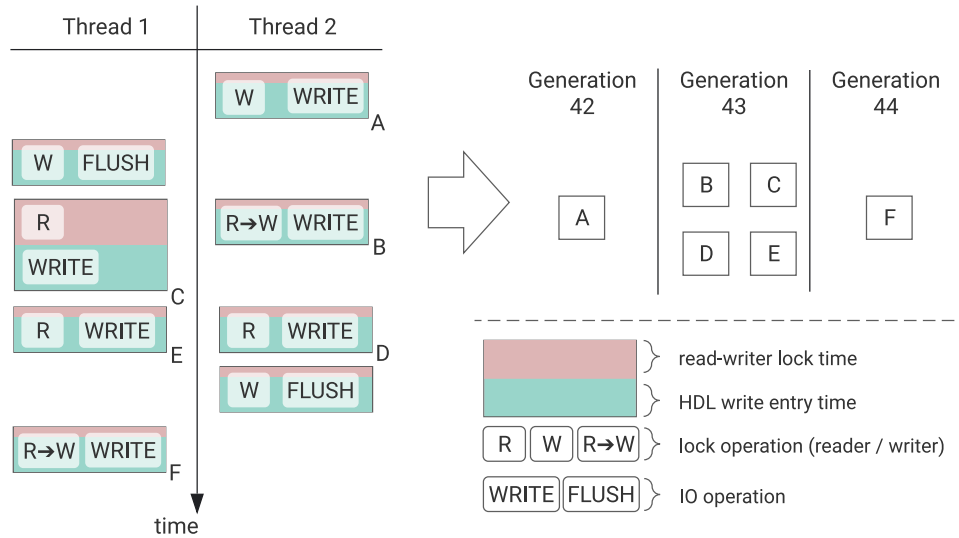 Thread 1
Thread 2
W WRITE
A
W FLUSH
R
WRITE
C
R➔W WRITE
B
R WRITE
E
R WRITE
D
W FLUSH
R➔W WRITE
F
time
Generation
42
Generation
43
Generation
44
A
B C
D E
F
read-writer lock time
HDL write entry time
R W R➔W lock operation (reader / writer)
WRITE FLUSH IO operation